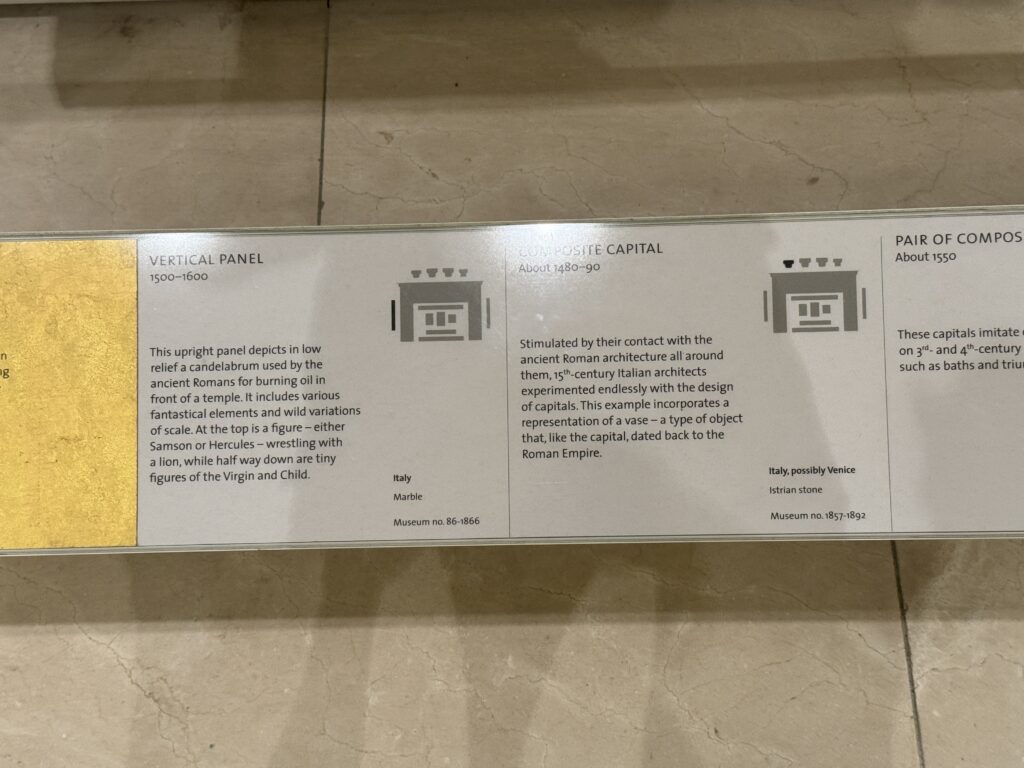 n
g
VERTICAL PANEL
1500–1600
This upright panel depicts in low
relief a candelabrum used by the
ancient Romans for burning oil in
front of a temple. It includes various
fantastical elements and wild variations
of scale. At the top is a figure – either
Samson or Hercules – wrestling with
a lion, while half way down are tiny
figures of the Virgin and Child.
Italy
Marble
Museum no. 86-1866
COMPOSITE CAPITAL
About 1480–90
Stimulated by their contact with the
ancient Roman architecture all around
them, 15th-century Italian architects
experimented endlessly with the design
of capitals. This example incorporates a
representation of a vase – a type of object
that, like the capital, dated back to the
Roman Empire.
Italy, possibly Venice
Istrian stone
Museum no. 1857-1892
PAIR OF COMPOS
About 1550
These capitals imitate
on 3rd- and 4th-century
such as baths and triu